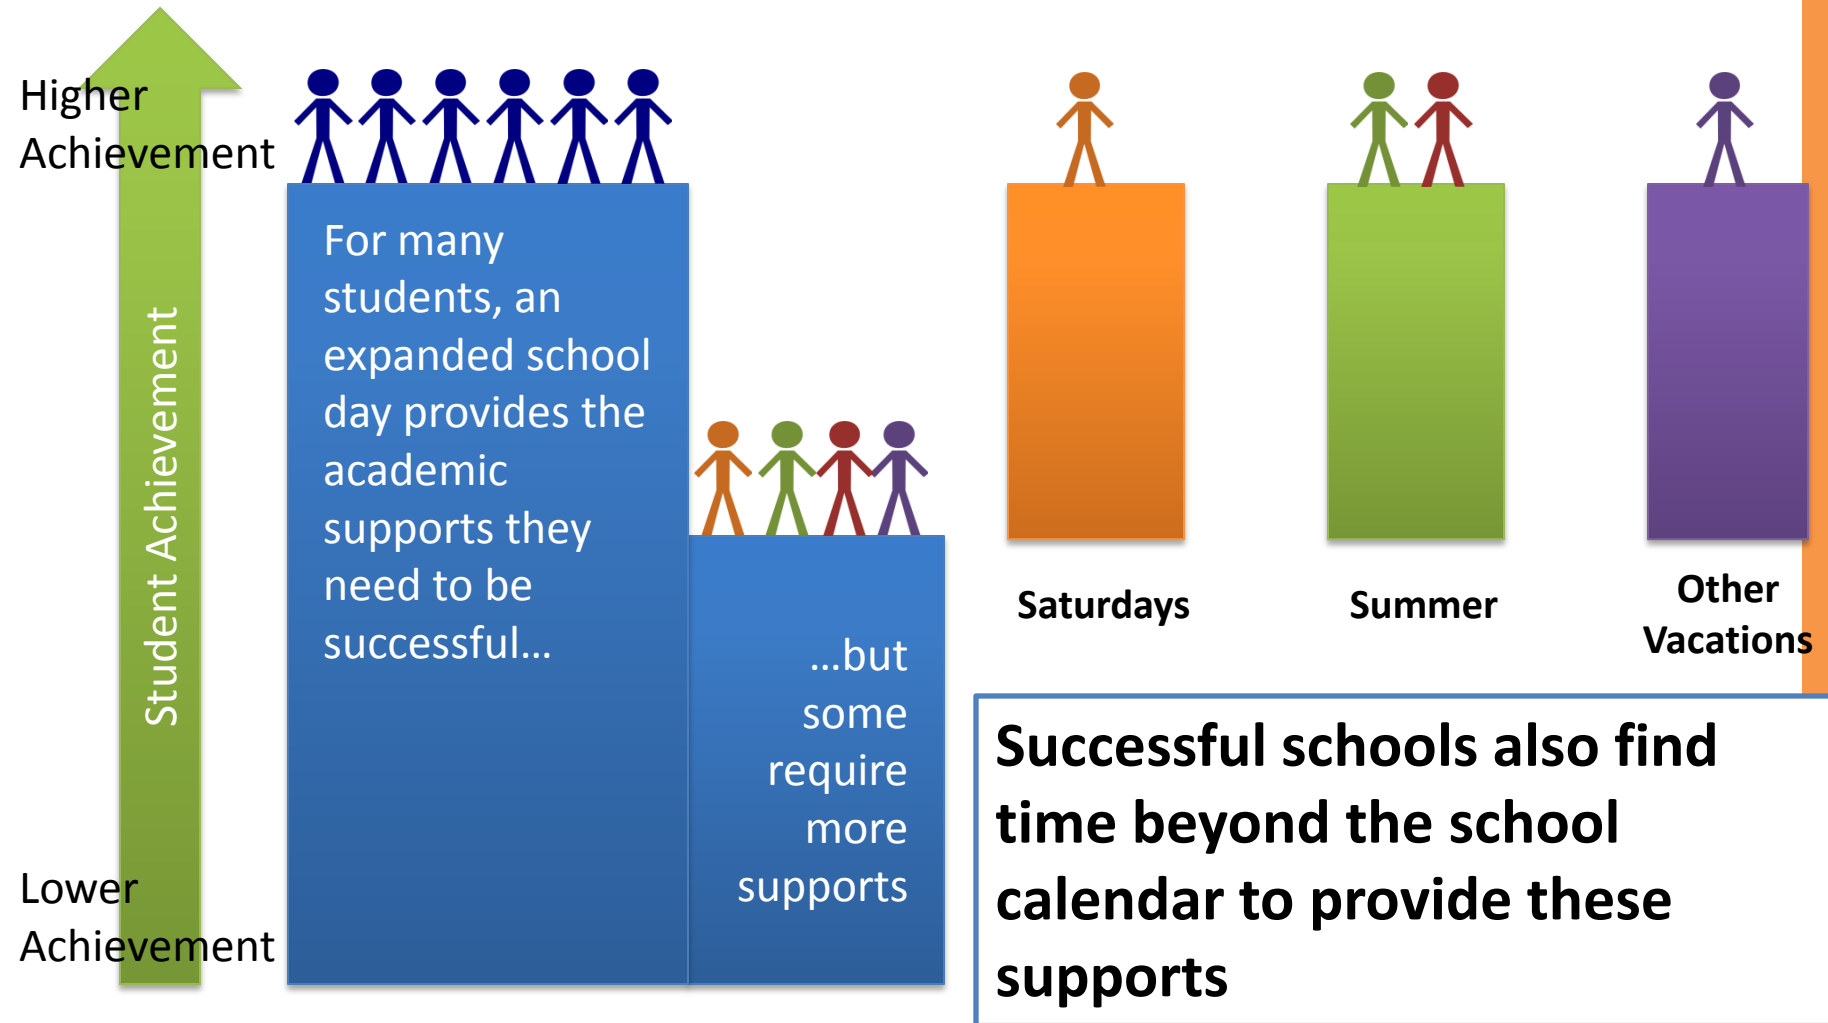 Higher
Achievement
Student Achievement
Lower
Achievement
For many
students, an
expanded school
day provides the
academic
supports they
need to be
successful…
…but
some
require
more
supports
Saturdays
Summer
Other
Vacations
Successful schools also find
time beyond the school
calendar to provide these
supports